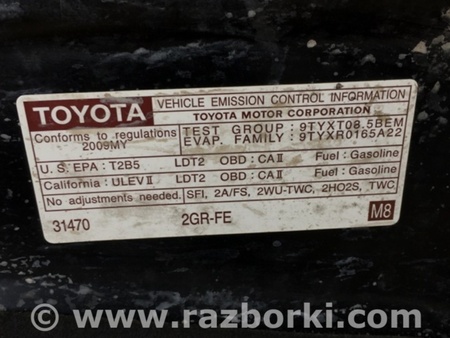 TOYOTA VEHICLE EMISSION CONTROL INFORMATION
TOYOTA MOTOR CORPORATION
Conforms to regulations
2009MY
TEST GROUP : 9TYXT08.5BEM
EVAP. FAMILY : 9TYXR0165A22
U.S. EPA : T2B5 LDT2 OBD : CA II Fuel : Gasoline
California : ULEV II LDT2 OBD : CA II Fuel : Gasoline
No adjustments needed. SFI, 2A/FS, 2WU-TWC, 2HO2S, TWC
31470 2GR-FE M8
© www.razborki.com